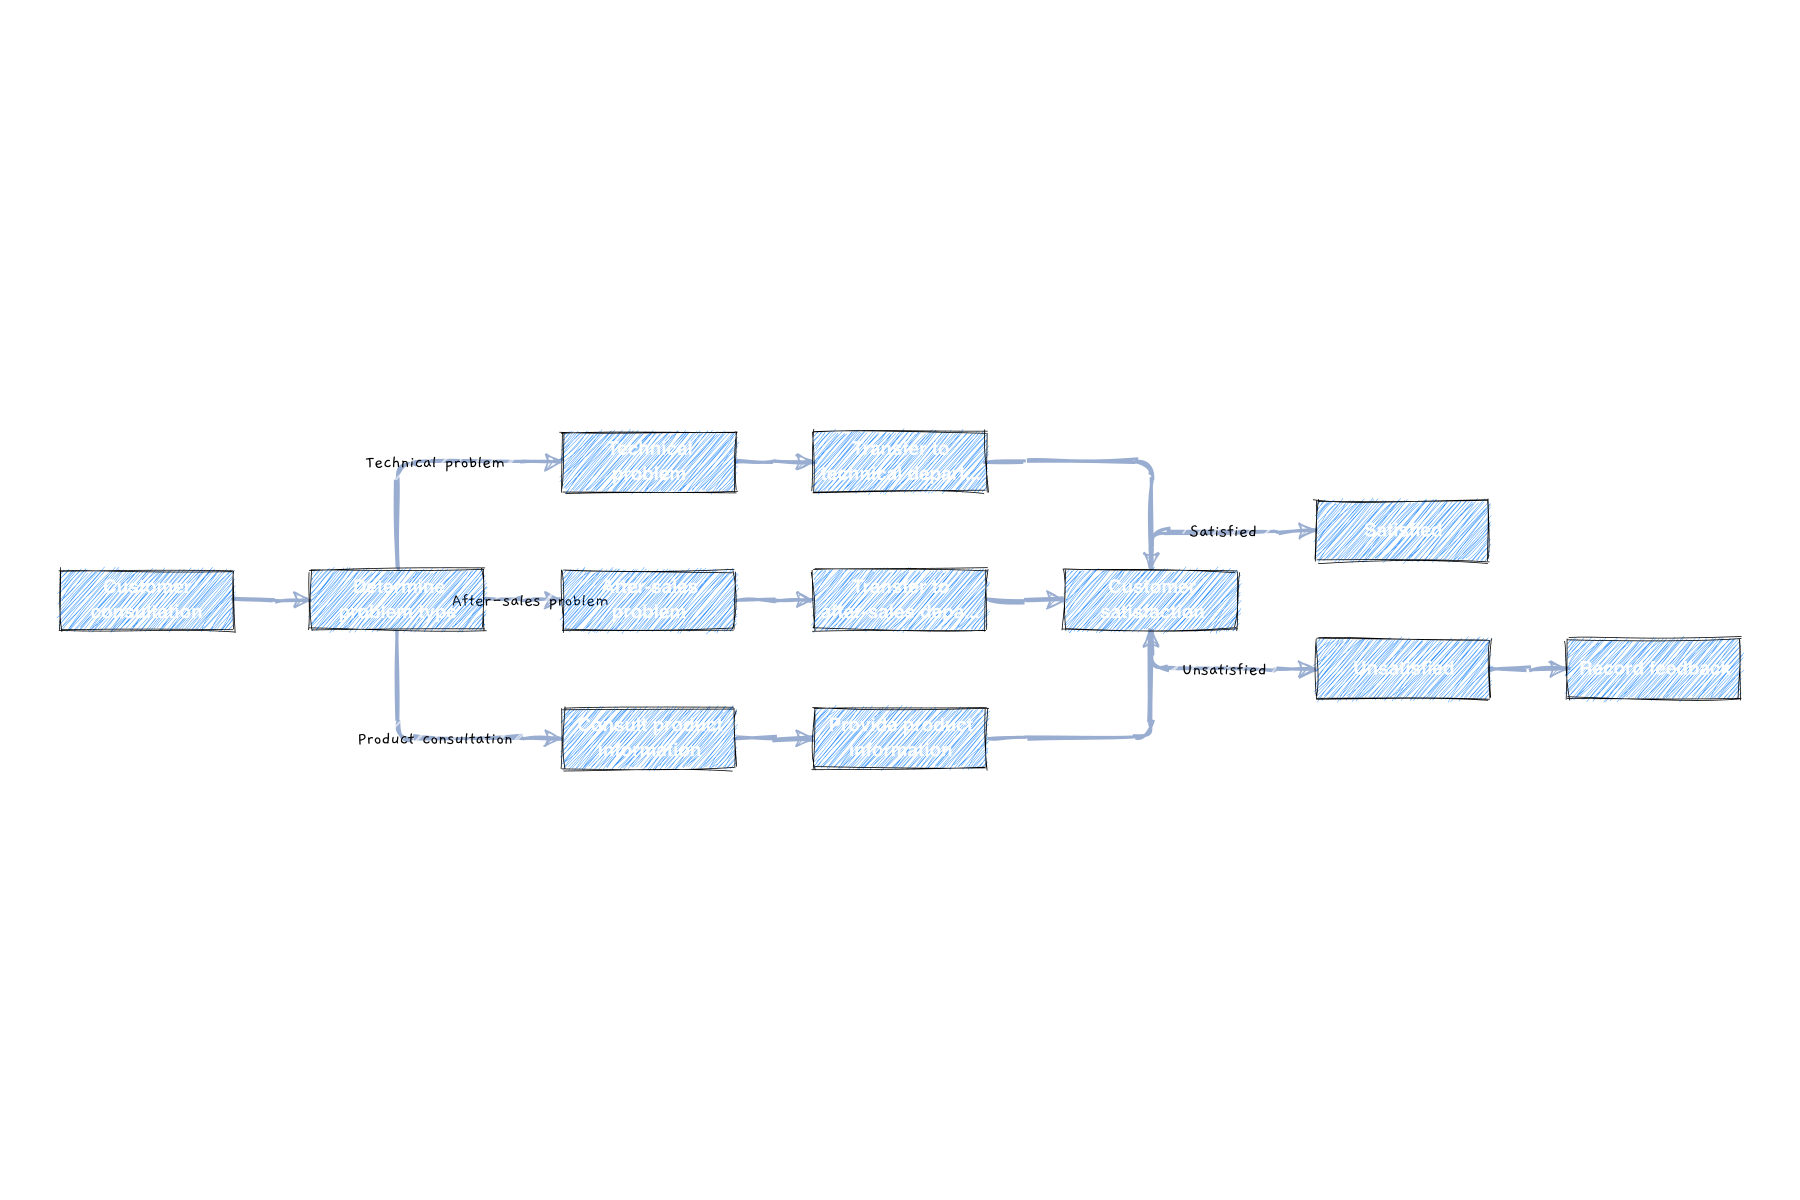 Technical problem
Technical
problem
Transfer to
technical depart...
Satisfied
Satisfied
Customer
consultation
Determine
problem type
After-sales problem
After-sales
problem
Transfer to
after-sales depa...
Customer
satisfaction
Unsatisfied
Unsatisfied
Record feedback
Product consultation
Consult product
information
Provide product
information